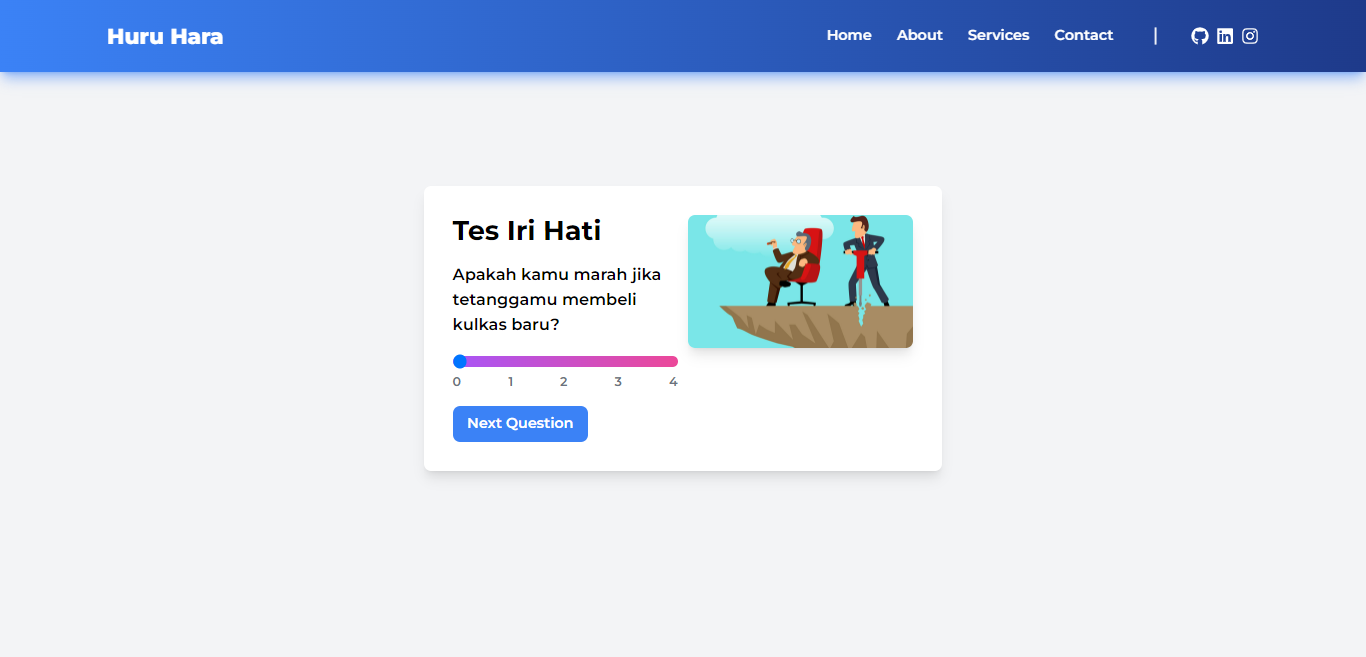 Huru Hara
Home About Services Contact |
Tes Iri Hati
Apakah kamu marah jika
tetanggamu membeli
kulkas baru?
0 1 2 3 4
Next Question